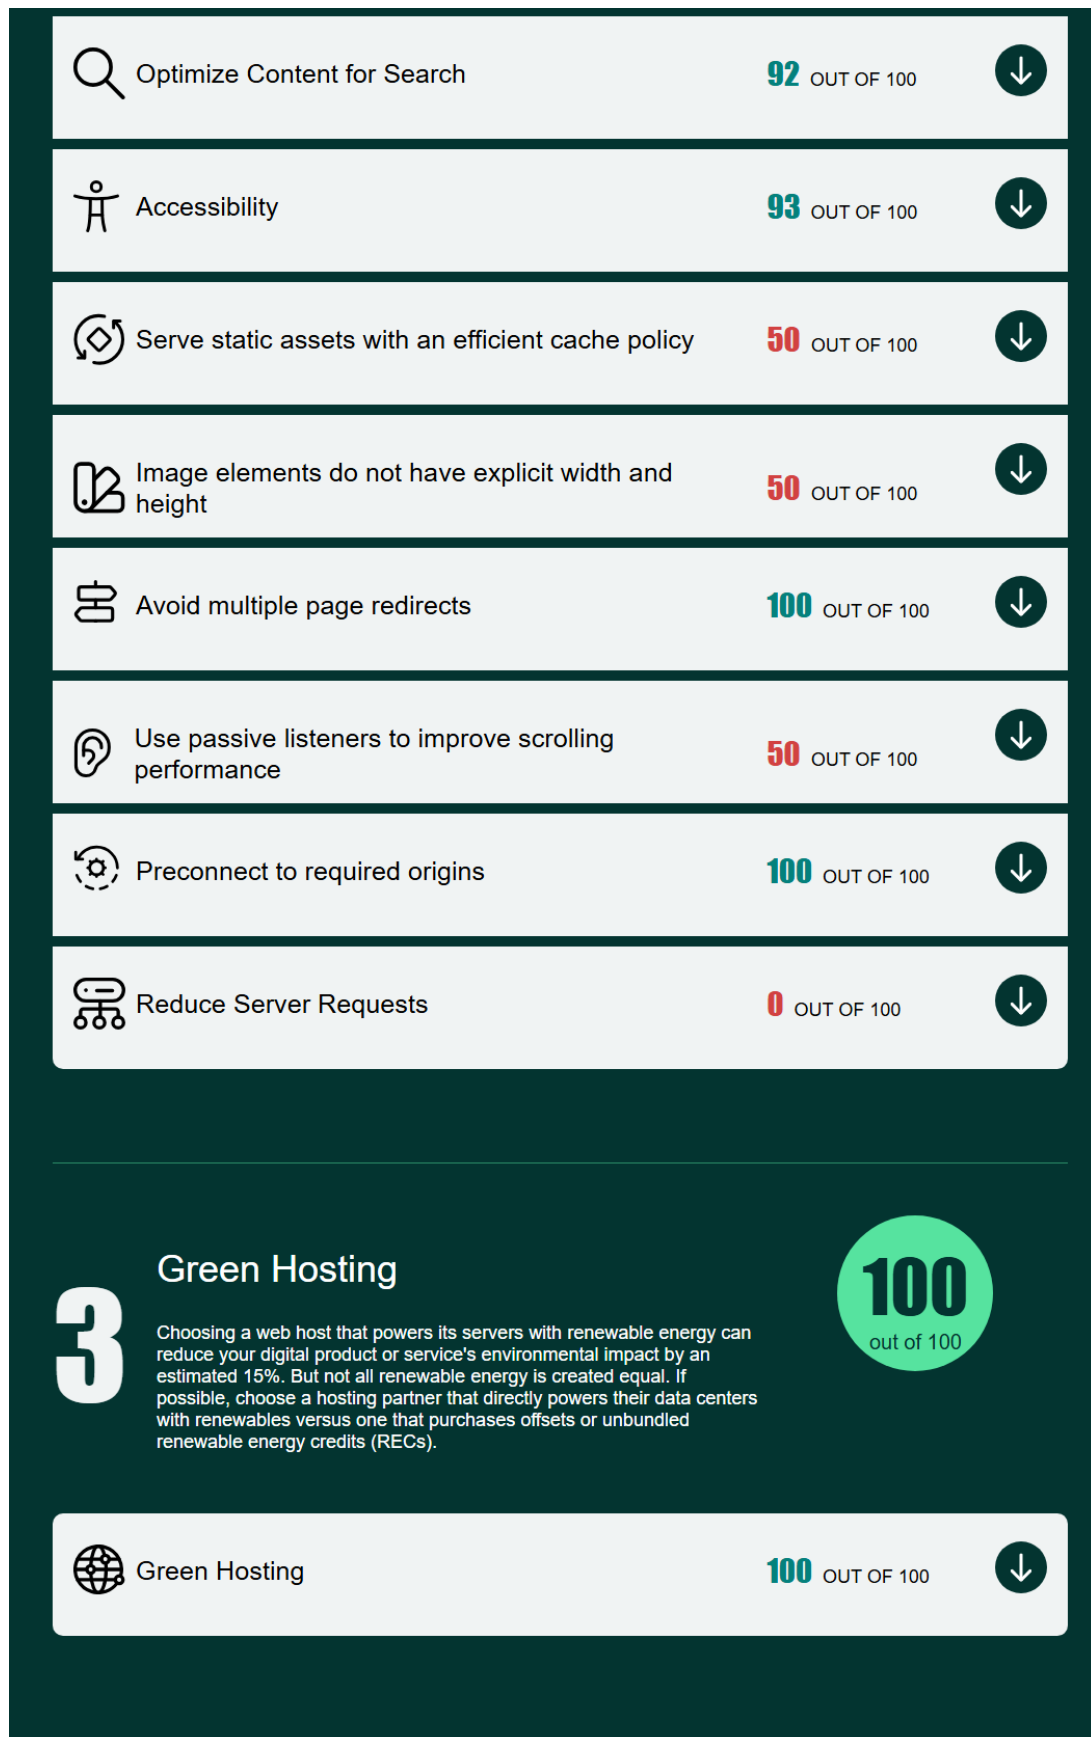 Optimize Content for Search 92 OUT OF 100
Accessibility 93 OUT OF 100
Serve static assets with an efficient cache policy 50 OUT OF 100
Image elements do not have explicit width and
height 50 OUT OF 100
Avoid multiple page redirects 100 OUT OF 100
Use passive listeners to improve scrolling
performance 50 OUT OF 100
Preconnect to required origins 100 OUT OF 100
Reduce Server Requests 0 OUT OF 100
3
Green Hosting
Choosing a web host that powers its servers with renewable energy can
reduce your digital product or service's environmental impact by an
estimated 15%. But not all renewable energy is created equal. If
possible, choose a hosting partner that directly powers their data centers
with renewables versus one that purchases offsets or unbundled
renewable energy credits (RECs).
100
out of 100
Green Hosting 100 OUT OF 100